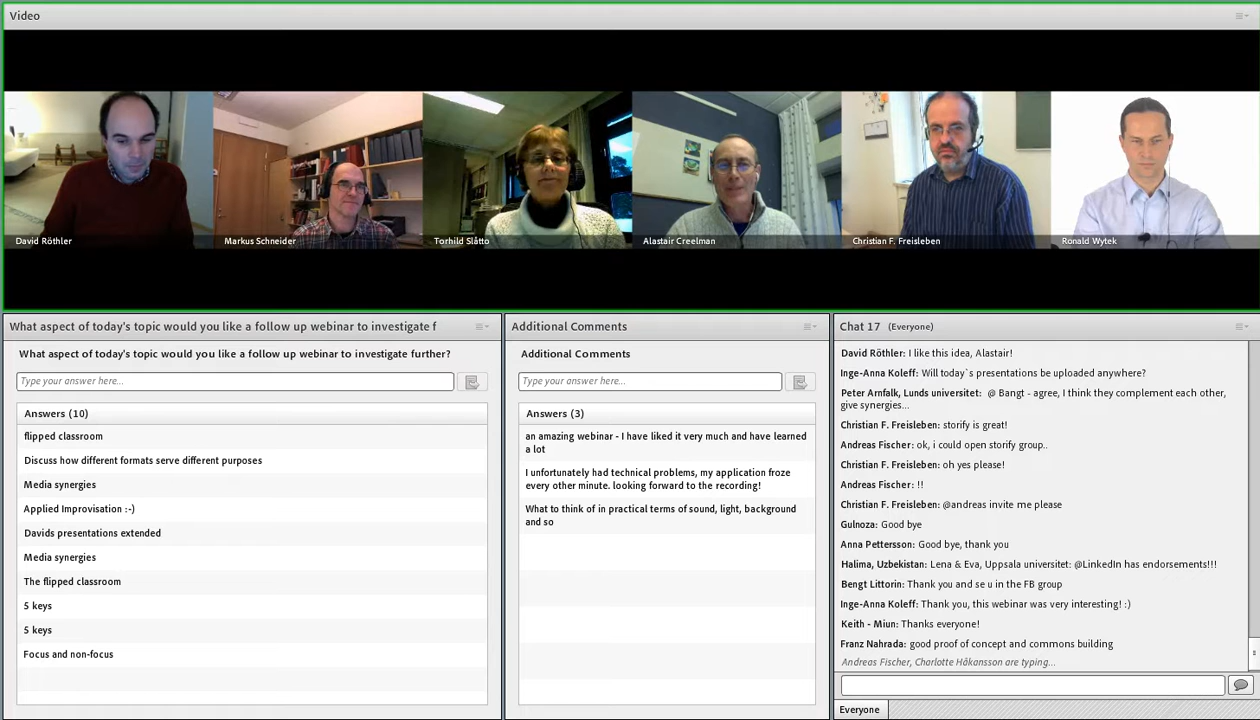 Video
David Röthler
Markus Schneider
Torhild Slåtto
Alastair Creelman
Christian F. Freisleben
Ronald Wytek
What aspect of today's topic would you like a follow up webinar to investigate f
What aspect of today's topic would you like a follow up webinar to investigate further?
Type your answer here...
Answers (10)
flipped classroom
Discuss how different formats serve different purposes
Media synergies
Applied Improvisation :-)
Davids presentations extended
Media synergies
The flipped classroom
5 keys
5 keys
Focus and non-focus
Additional Comments
Additional Comments
Type your answer here...
Answers (3)
an amazing webinar - I have liked it very much and have learned
a lot
I unfortunately had technical problems, my application froze
every other minute. looking forward to the recording!
What to think of in practical terms of sound, light, background
and so
Chat 17 (Everyone)
David Röthler: I like this idea, Alastair!
Inge-Anna Koleff: Will today`s presentations be uploaded anywhere?
Peter Arnfalk, Lunds universitet: @ Bangt - agree, I think they complement each other,
give synergies...
Christian F. Freisleben: storify is great!
Andreas Fischer: ok, i could open storify group..
Christian F. Freisleben: oh yes please!
Andreas Fischer: !!
Christian F. Freisleben: @andreas invite me please
Gulnoza: Good bye
Anna Pettersson: Good bye, thank you
Halima, Uzbekistan: Lena & Eva, Uppsala universitet: @LinkedIn has endorsements!!!
Bengt Littorin: Thank you and se u in the FB group
Inge-Anna Koleff: Thank you, this webinar was very interesting! :)
Keith - Miun: Thanks everyone!
Franz Nahrada: good proof of concept and commons building
Andreas Fischer, Charlotte Håkansson are typing...
Everyone